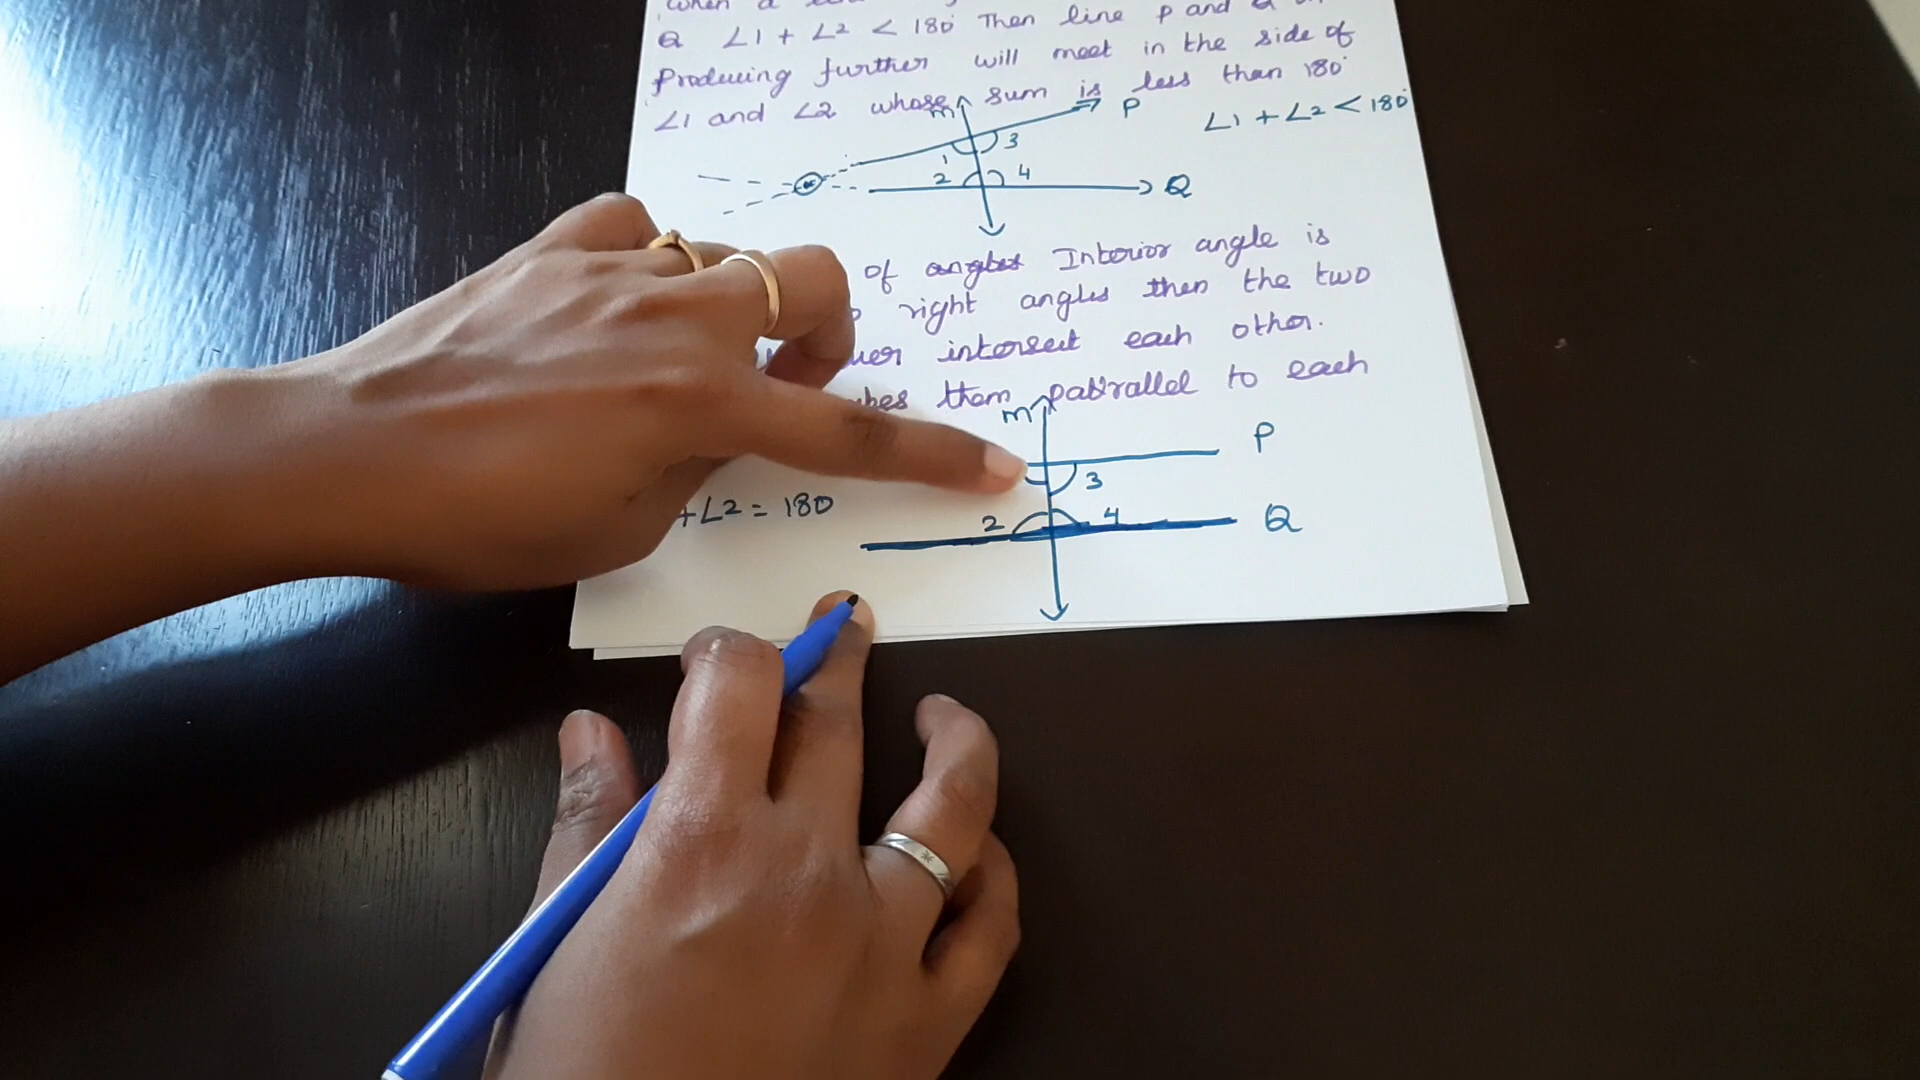 When a
Q ∠1 + ∠2 < 180° Then line P and Q on
Producing further will meet in the side of
∠1 and ∠2 whose sum is less than 180°
m P ∠1 + ∠2 < 180°
1 3
2 4 Q
of angles Interior angle is
right angles then the two
intersect each other.
them parallel to each
m P
3
+∠2 = 180 2 4 Q